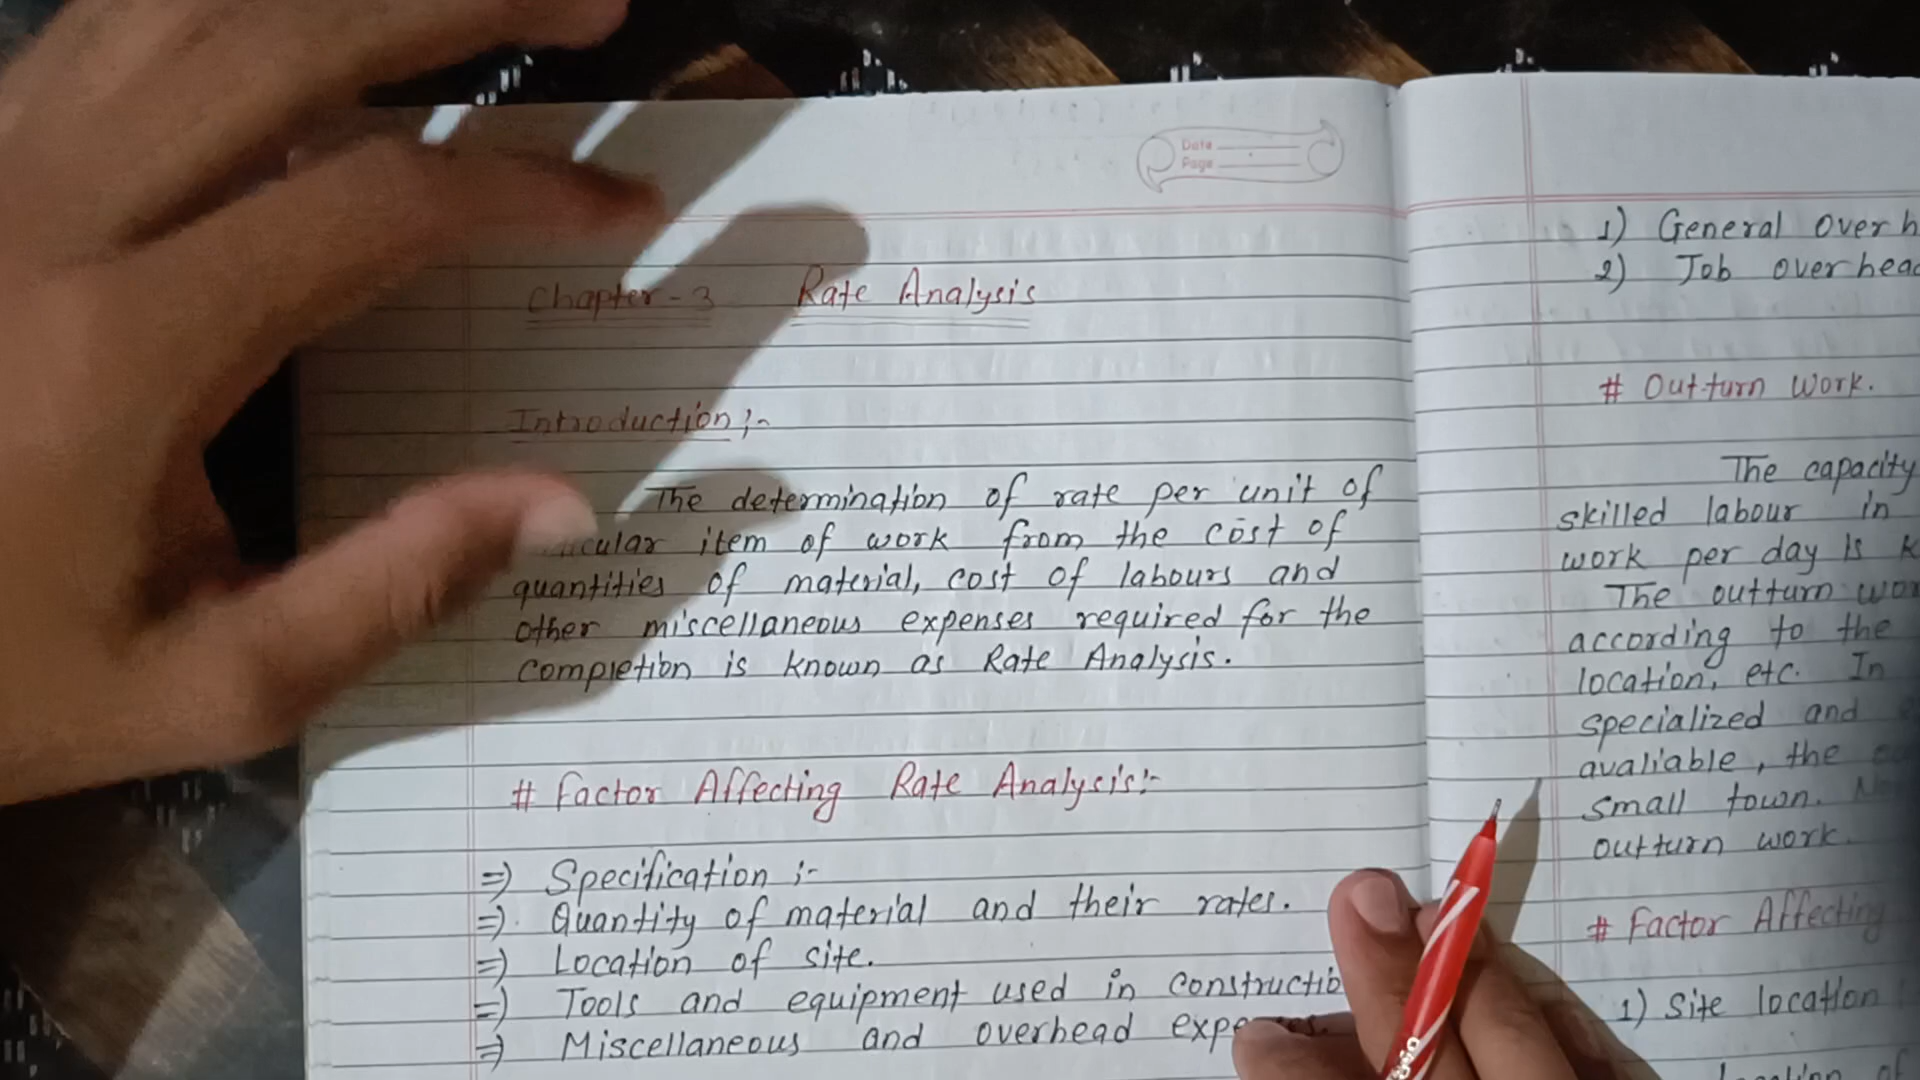 Date
Page
Chapter-3 Rate Analysis
Introduction :-
The determination of rate per unit of
item of work from the cost of
quantities of material, cost of labours and
other miscellaneous expenses required for the
completion is known as Rate Analysis.
# Factor Affecting Rate Analysis:-
=) Specification :-
=) Quantity of material and their rates.
=) Location of site.
=) Tools and equipment used in
=) Miscellaneous and overhead
1) General
2) Job
# Outturn Work.
The capacity
skilled labour in
work per day is
The outturn
according to the
location, etc. In
specialized and
avaliable, the
small town.
outturn work.
# Factor Affecting
1) Site location